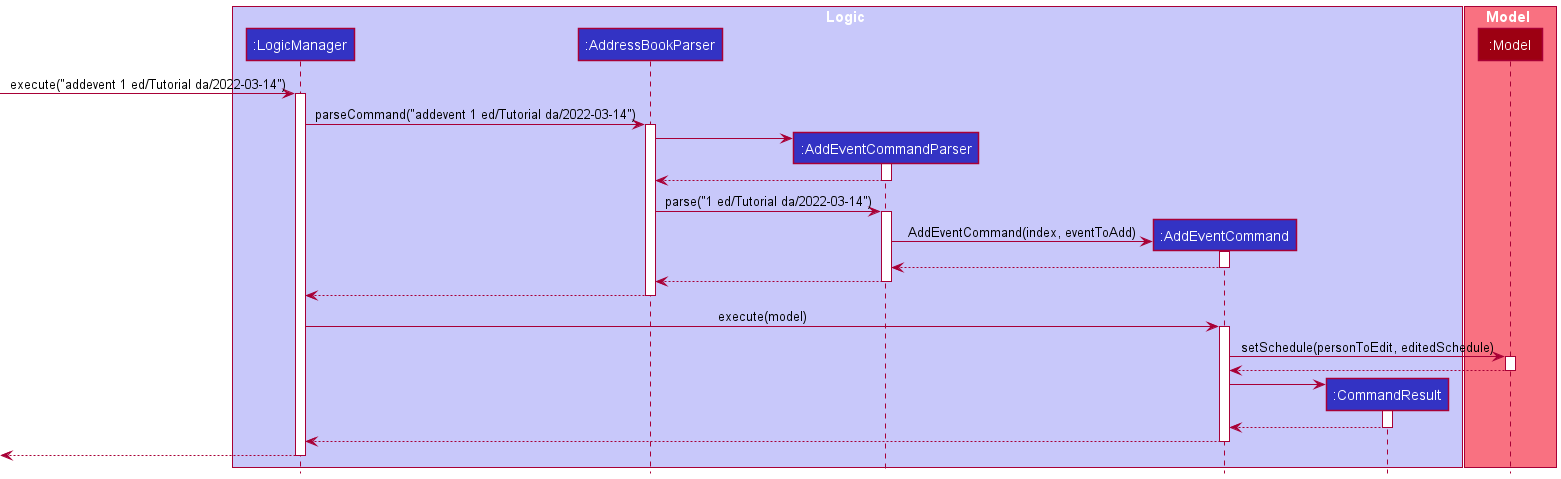 Logic
Model
:LogicManager
:AddressBookParser
:Model
execute("addevent 1 ed/Tutorial da/2022-03-14")
parseCommand("addevent 1 ed/Tutorial da/2022-03-14")
:AddEventCommandParser
parse("1 ed/Tutorial da/2022-03-14")
AddEventCommand(index, eventToAdd)
:AddEventCommand
execute(model)
setSchedule(personToEdit, editedSchedule)
:CommandResult